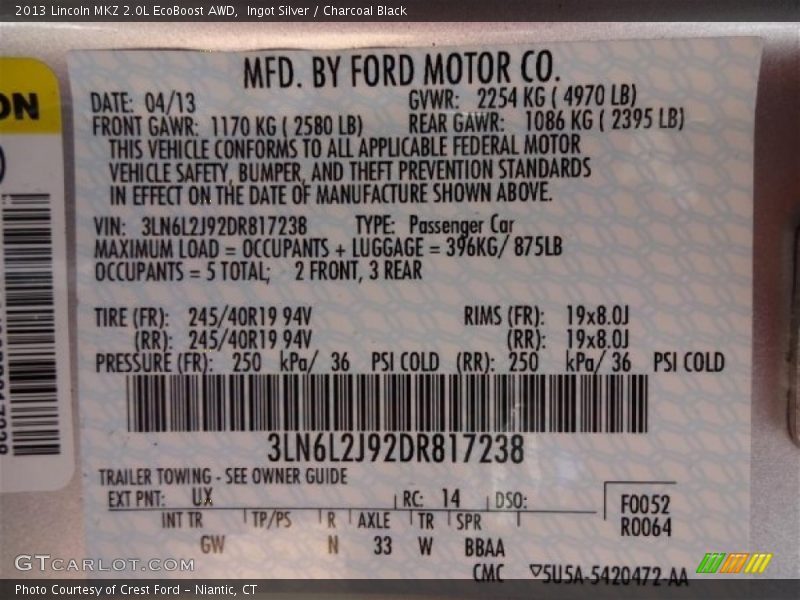 2013 Lincoln MKZ 2.0L EcoBoost AWD, Ingot Silver / Charcoal Black
ON
MFD. BY FORD MOTOR CO.
DATE: 04/13 GVWR: 2254 KG ( 4970 LB)
FRONT GAWR: 1170 KG ( 2580 LB) REAR GAWR: 1086 KG ( 2395 LB)
THIS VEHICLE CONFORMS TO ALL APPLICABLE FEDERAL MOTOR
VEHICLE SAFETY, BUMPER, AND THEFT PREVENTION STANDARDS
IN EFFECT ON THE DATE OF MANUFACTURE SHOWN ABOVE.
VIN: 3LN6L2J92DR817238 TYPE: Passenger Car
MAXIMUM LOAD = OCCUPANTS + LUGGAGE = 396KG/ 875LB
OCCUPANTS = 5 TOTAL; 2 FRONT, 3 REAR
TIRE (FR): 245/40R19 94V RIMS (FR): 19x8.0J
(RR): 245/40R19 94V (RR): 19x8.0J
PRESSURE (FR): 250 kPa/ 36 PSI COLD (RR): 250 kPa/ 36 PSI COLD
3LN6L2J92DR817238
TRAILER TOWING - SEE OWNER GUIDE
EXT PNT: UX RC: 14 DSO: F0052
INT TR TP/PS R AXLE TR SPR R0064
GW N 33 W BBAA
CMC ▽5U5A-5420472-AA
GTCARLOT.COM
Photo Courtesy of Crest Ford – Niantic, CT